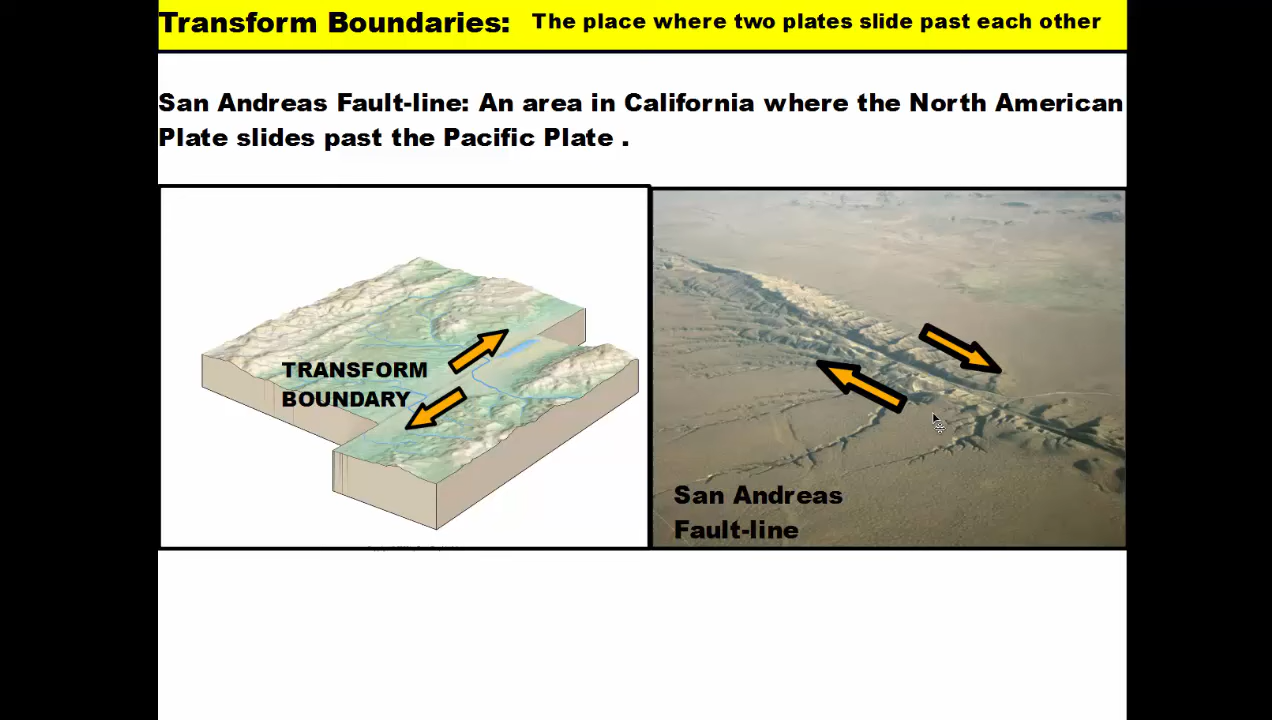 Transform Boundaries: The place where two plates slide past each other
San Andreas Fault-line: An area in California where the North American
Plate slides past the Pacific Plate .
TRANSFORM
BOUNDARY
San Andreas
Fault-line